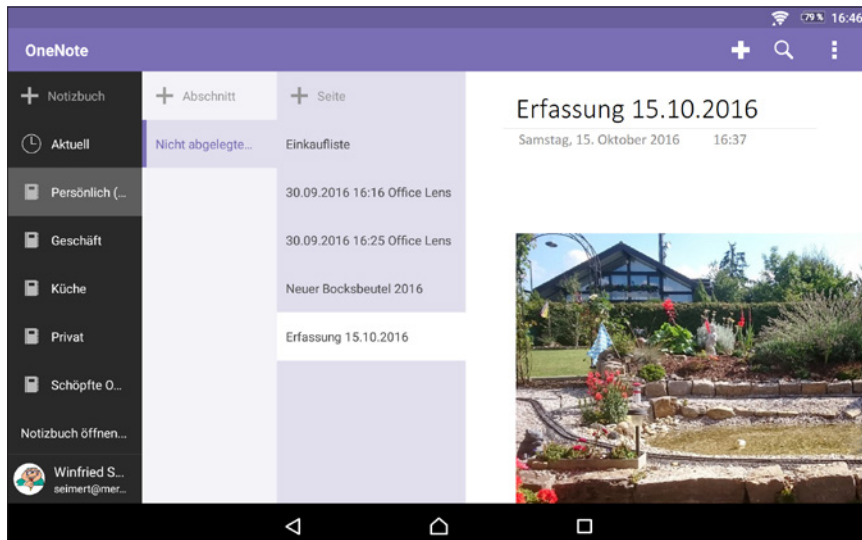 79 % 16:46
OneNote
Notizbuch
Aktuell
Persönlich (...
Geschäft
Küche
Privat
Schöpfte O...
Notizbuch öffnen...
Winfried S...
seimert@mer...
Abschnitt
Nicht abgelegte...
Seite
Einkaufliste
30.09.2016 16:16 Office Lens
30.09.2016 16:25 Office Lens
Neuer Bocksbeutel 2016
Erfassung 15.10.2016
Erfassung 15.10.2016
Samstag, 15. Oktober 2016 16:37